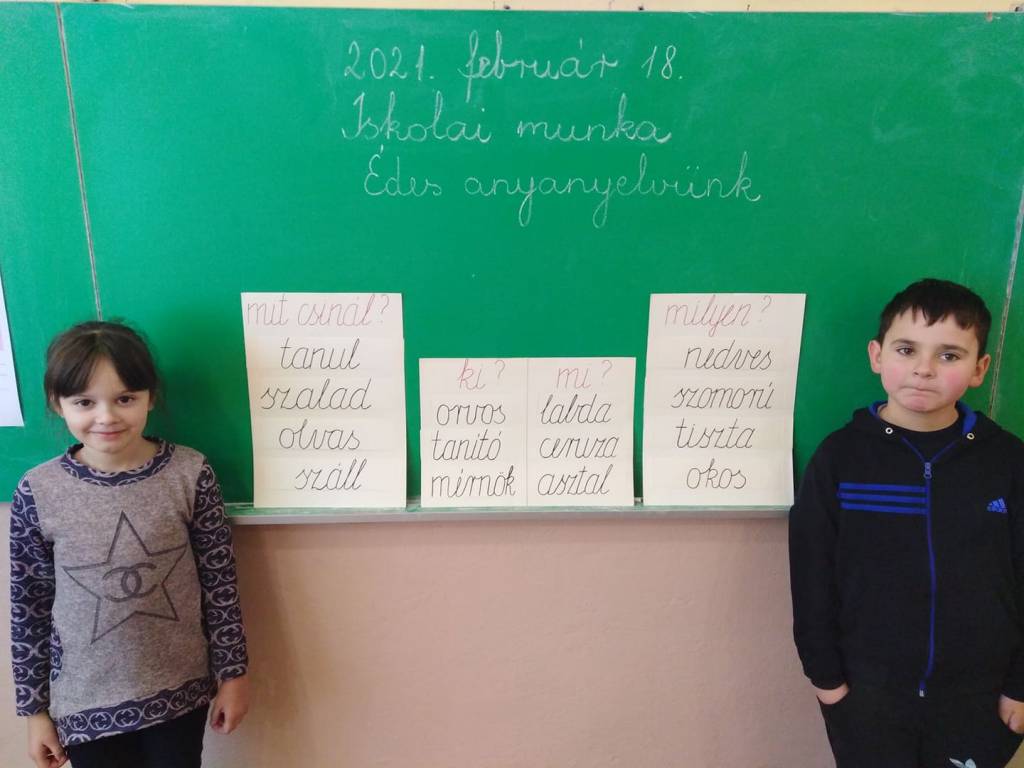 2021. február 18.
Iskolai munka
Édes anyanyelvünk
mit csinál?
tanul
szalad
olvas
száll
ki?
orvos
tanító
mérnök
mi?
labda
ceruza
asztal
milyen?
nedves
szomorú
tiszta
okos
adidas